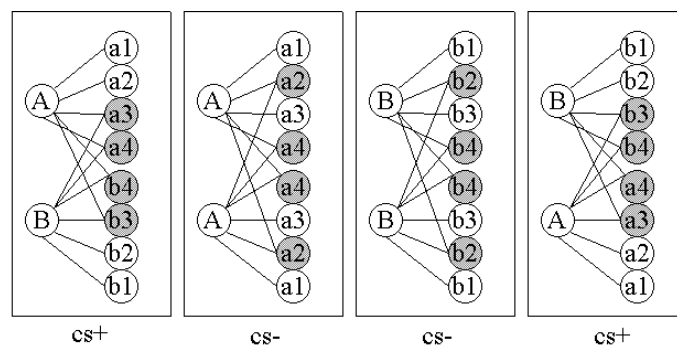 a1 a1 b1 b1
a2 a2 b2 b2
A a3 A a3 B b3 B b3
a4 a4 b4 b4
b4 a4 b4 a4
B b3 A a3 B b3 A a3
b2 a2 b2 a2
b1 a1 b1 a1
cs+ cs- cs- cs+